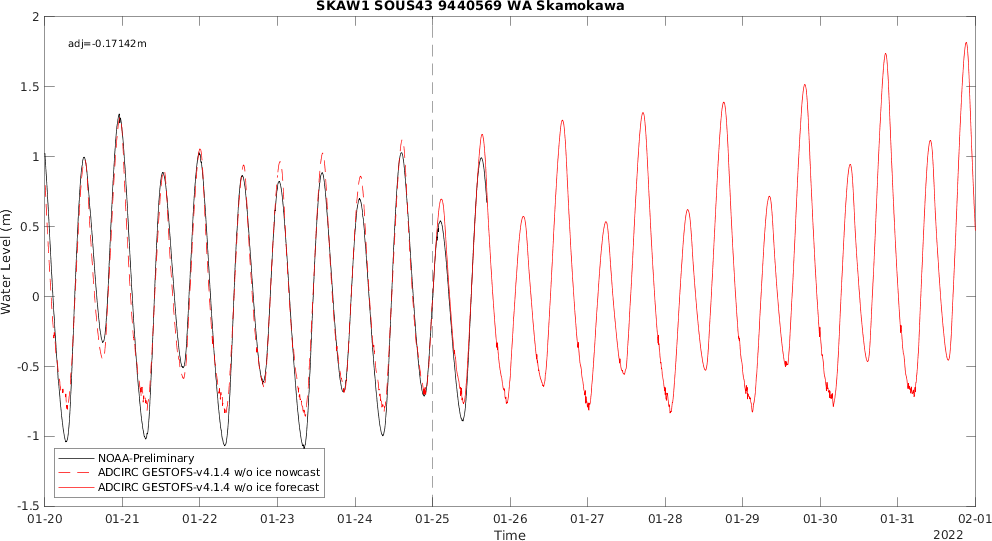 SKAW1 SOUS43 9440569 WA Skamokawa
adj=-0.17142m
Water Level (m)
2
1.5
1
0.5
0
-0.5
-1
-1.5
NOAA-Preliminary
ADCIRC GESTOFS-v4.1.4 w/o ice nowcast
ADCIRC GESTOFS-v4.1.4 w/o ice forecast
01-20 01-21 01-22 01-23 01-24 01-25 01-26 01-27 01-28 01-29 01-30 01-31 02-01
Time
2022